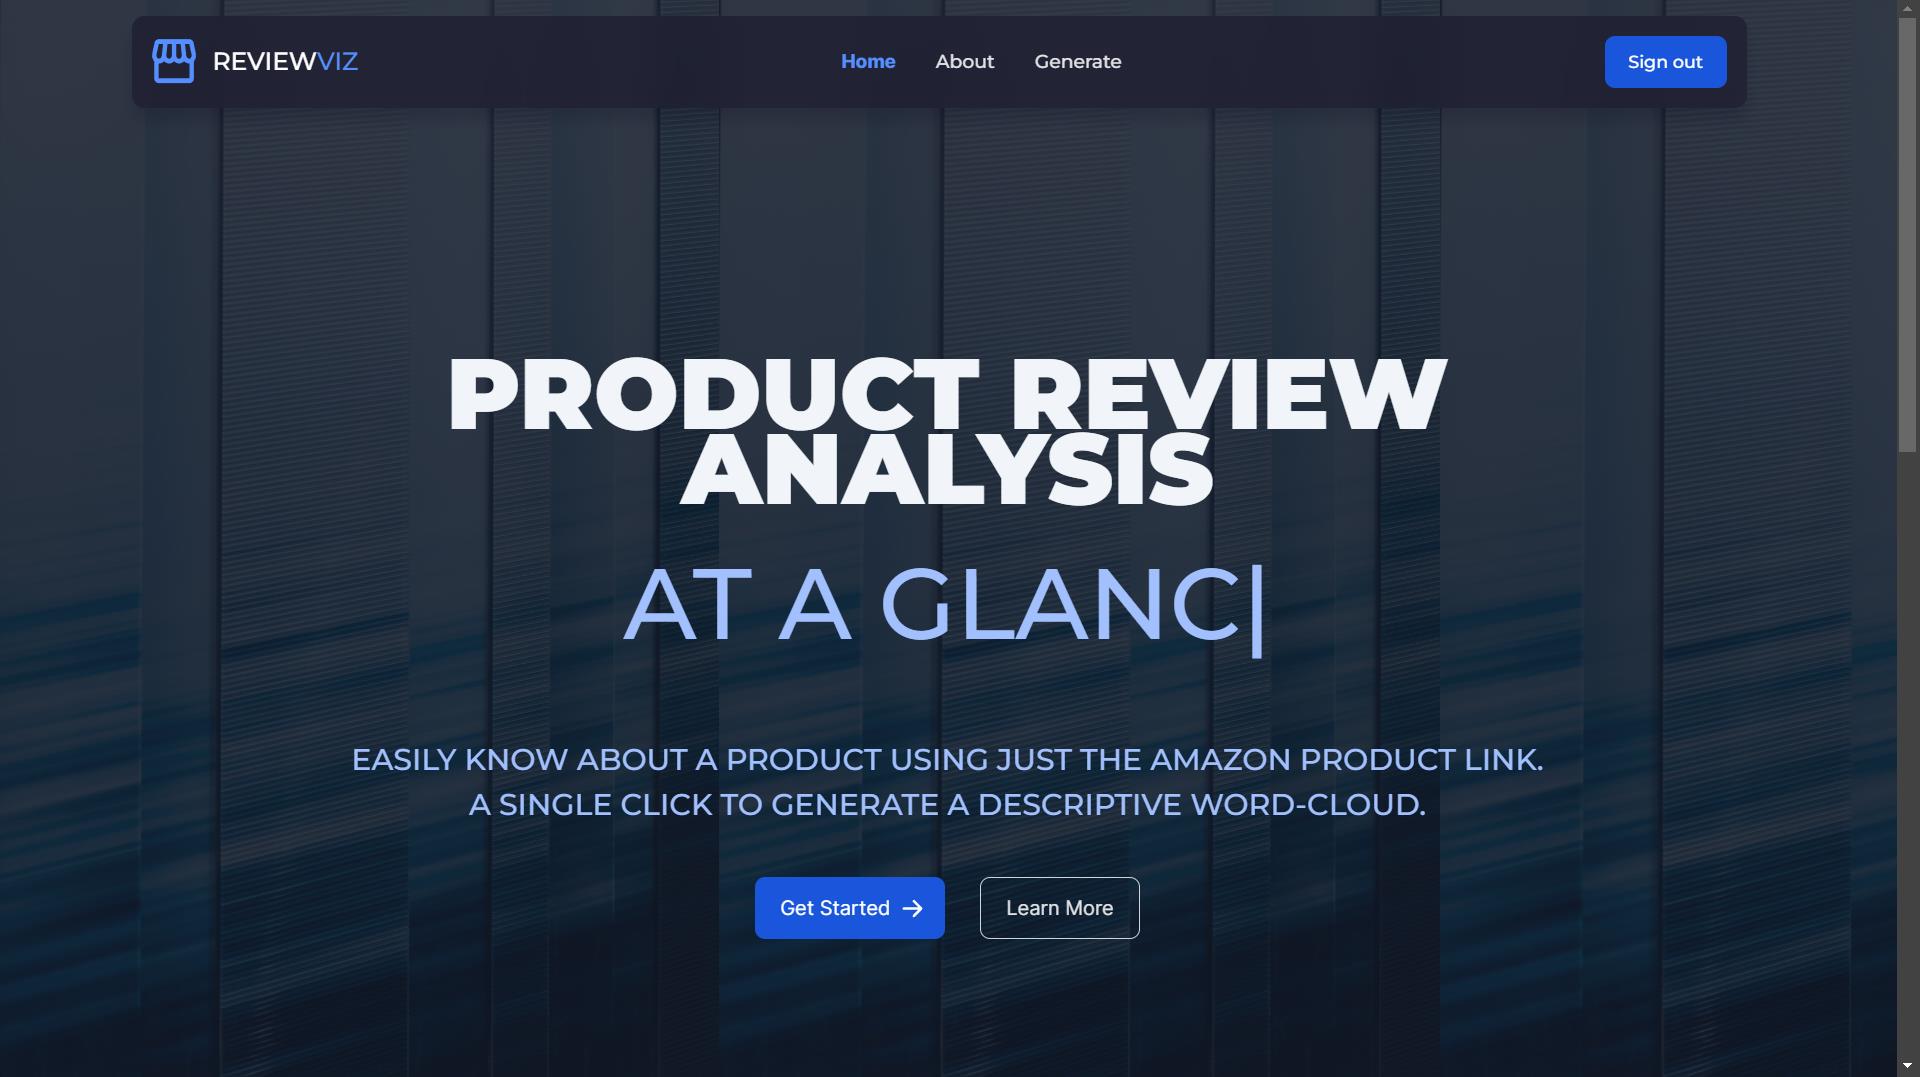 REVIEWVIZ
Home
About
Generate
Sign out
PRODUCT REVIEW
ANALYSIS
AT A GLANC|
EASILY KNOW ABOUT A PRODUCT USING JUST THE AMAZON PRODUCT LINK.
A SINGLE CLICK TO GENERATE A DESCRIPTIVE WORD-CLOUD.
Get Started →
Learn More